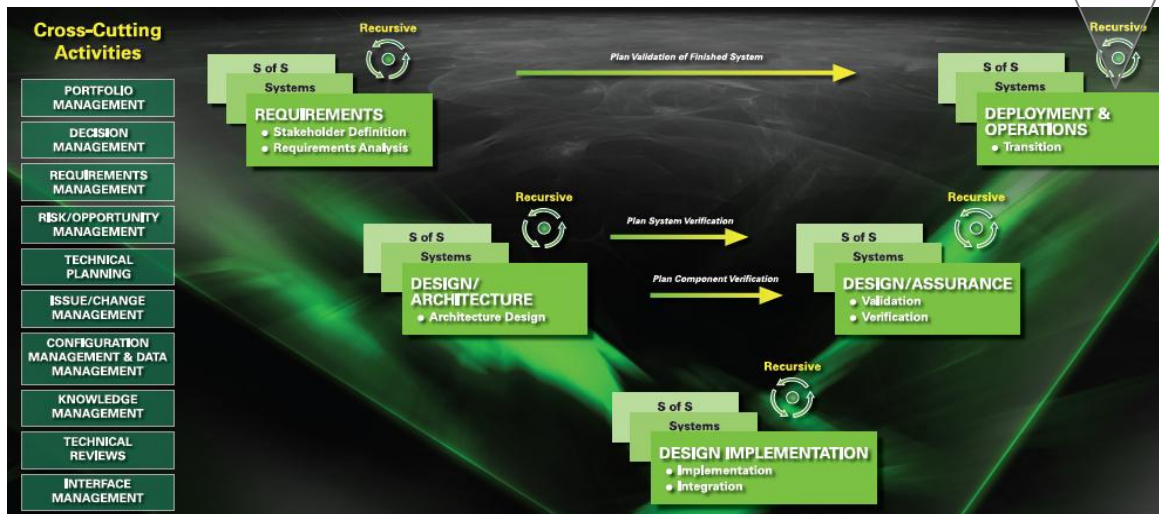 Cross-Cutting
Activities
PORTFOLIO
MANAGEMENT
DECISION
MANAGEMENT
REQUIREMENTS
MANAGEMENT
RISK/OPPORTUNITY
MANAGEMENT
TECHNICAL
PLANNING
ISSUE/CHANGE
MANAGEMENT
CONFIGURATION
MANAGEMENT & DATA
MANAGEMENT
KNOWLEDGE
MANAGEMENT
TECHNICAL
REVIEWS
INTERFACE
MANAGEMENT
Recursive
S of S
Systems
REQUIREMENTS
• Stakeholder Definition
• Requirements Analysis
Plan Validation of Finished System
Recursive
S of S
Systems
DEPLOYMENT &
OPERATIONS
• Transition
Recursive
S of S
Systems
DESIGN/
ARCHITECTURE
• Architecture Design
Plan System Verification
Plan Component Verification
Recursive
S of S
Systems
DESIGN/ASSURANCE
• Validation
• Verification
Recursive
S of S
Systems
DESIGN IMPLEMENTATION
• Implementation
• Integration